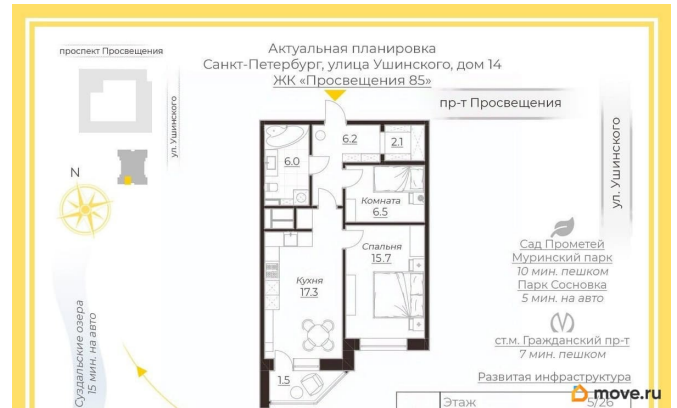 Актуальная планировка
Санкт-Петербург, улица Ушинского, дом 14
ЖК «Просвещения 85»
проспект Просвещения
ул. Ушинского
N
пр-т Просвещения
ул. Ушинского
6.2
2.1
6.0
Комната
6.5
Спальня
15.7
Кухня
17.3
1.5
Сад Прометей
Муринский парк
10 мин. пешком
Парк Сосновка
5 мин. на авто
ст.м. Гражданский пр-т
7 мин. пешком
Развитая инфраструктура
Суздальские озера
15 мин. на авто
Этаж
5/26
move.ru